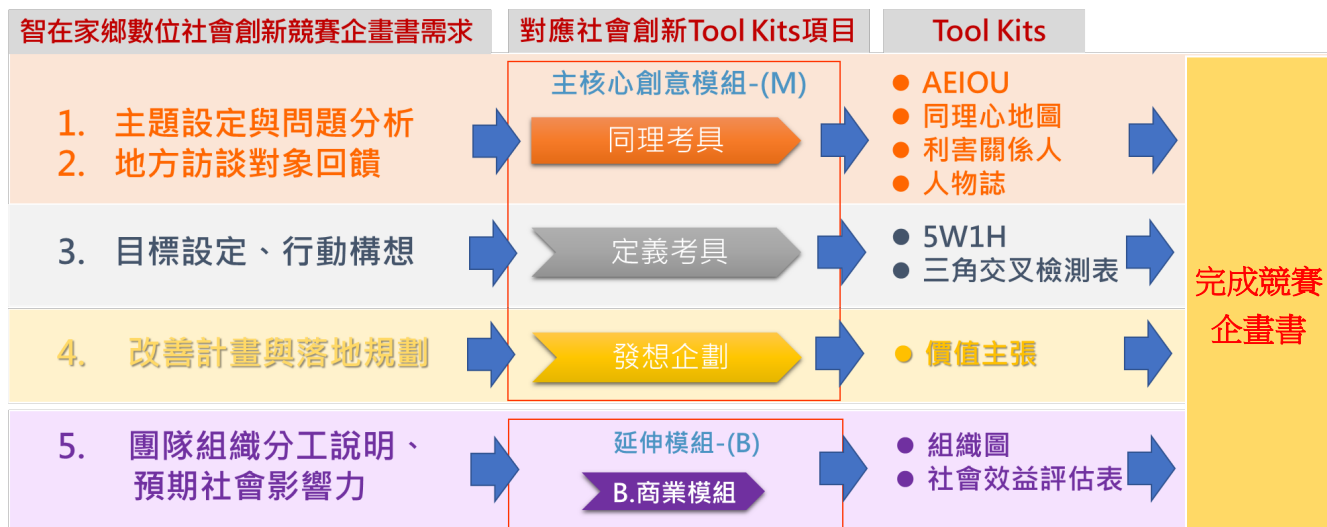 智在家鄉數位社會創新競賽企畫書需求
對應社會創新Tool Kits項目
Tool Kits
1. 主題設定與問題分析
2. 地方訪談對象回饋
主核心創意模組-(M)
同理考具
● AEIOU
● 同理心地圖
● 利害關係人
● 人物誌
3. 目標設定、行動構想
定義考具
● 5W1H
● 三角交叉檢測表
4. 改善計畫與落地規劃
發想企劃
● 價值主張
5. 團隊組織分工說明、
預期社會影響力
延伸模組-(B)
B.商業模組
● 組織圖
● 社會效益評估表
完成競賽
企畫書